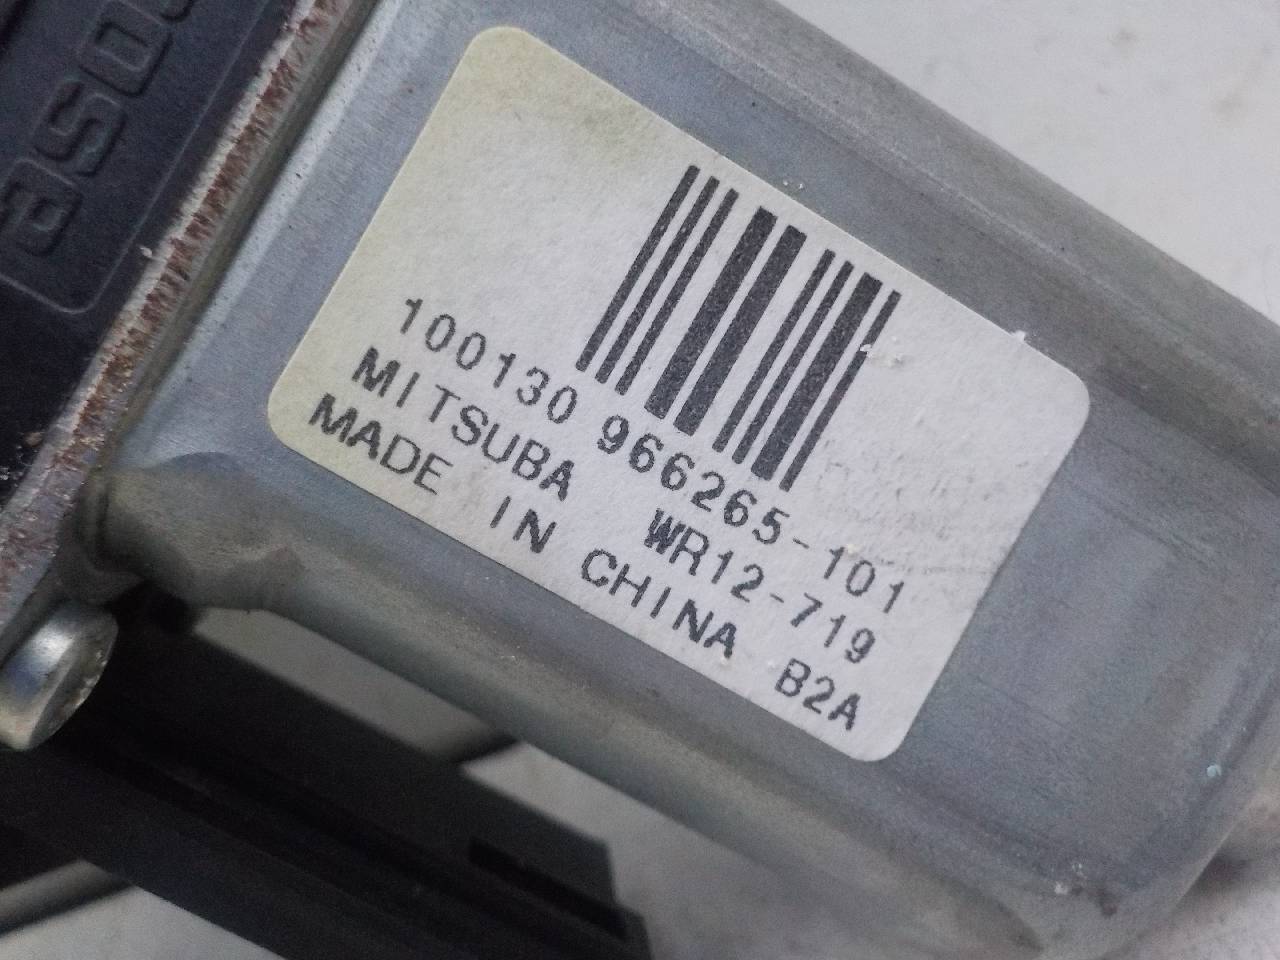 100130 966265-101
MITSUBA WR12-719
MADE IN CHINA B2A